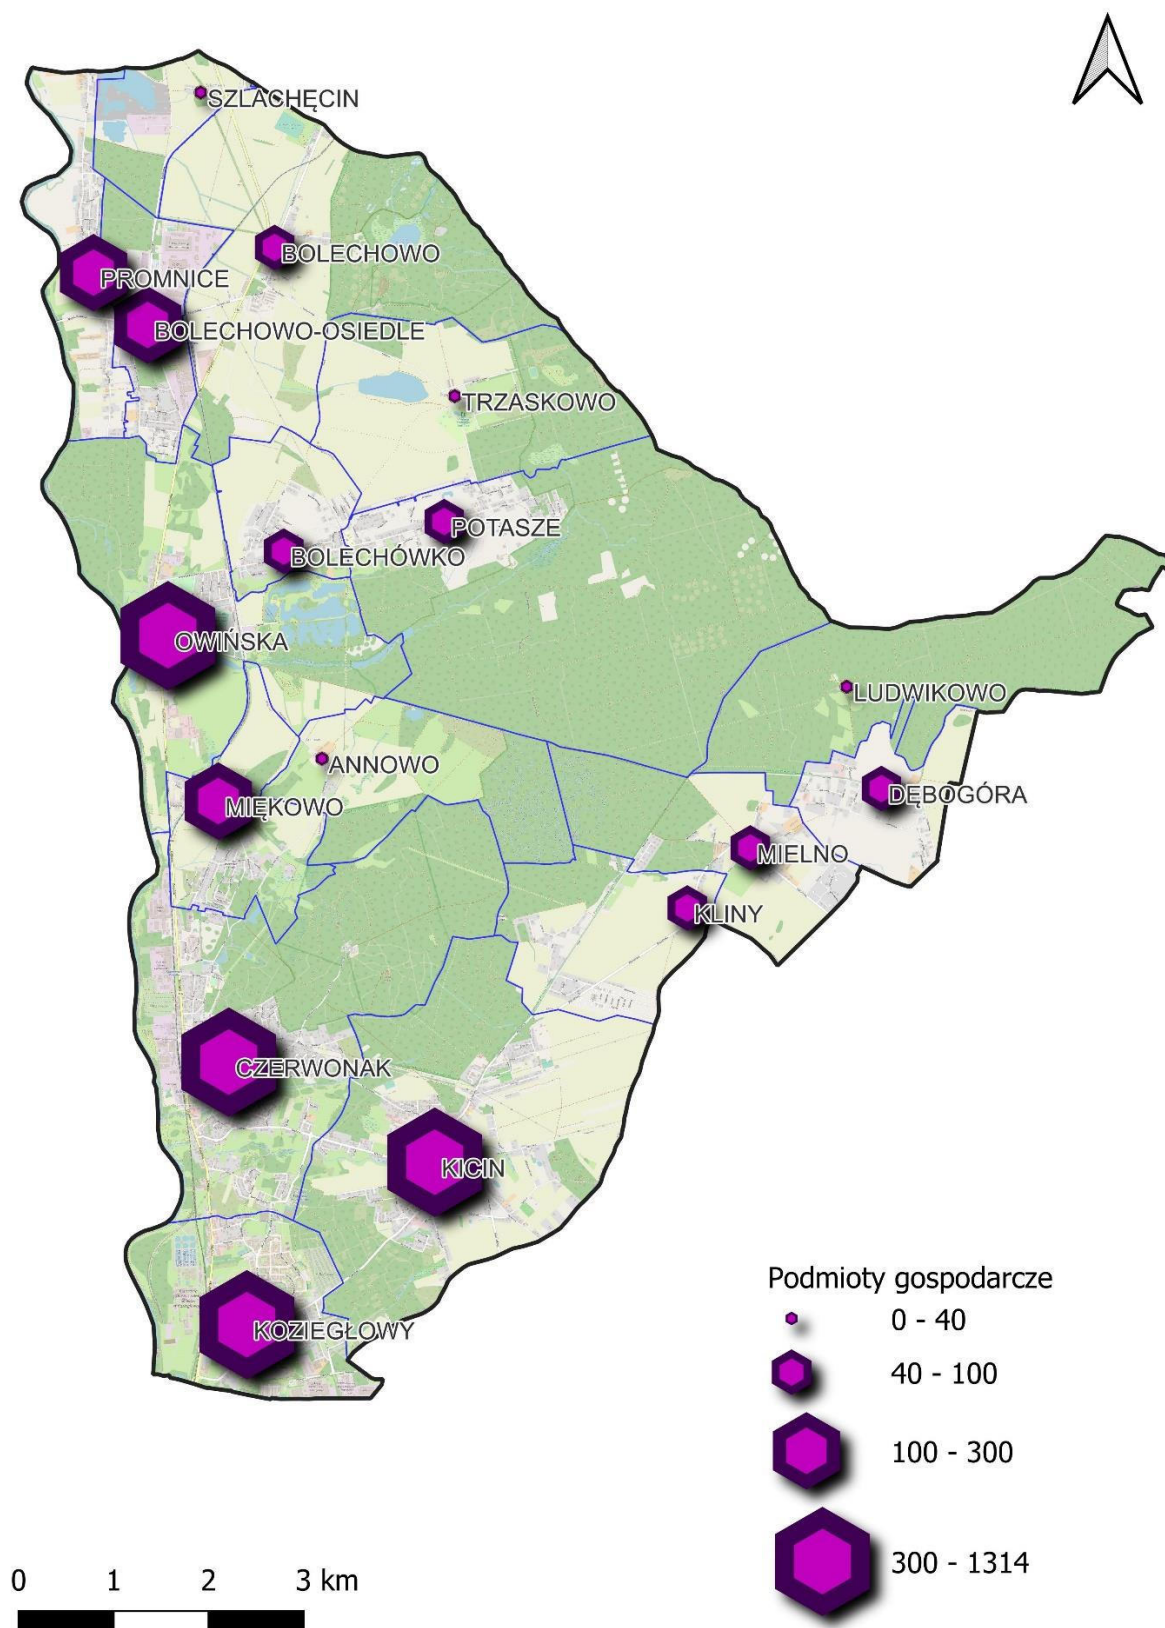 SZLACHĘCIN
BOLECHOWO
PROMNICE
BOLECHOWO-OSIEDLE
TRZASKOWO
POTASZE
BOLECHÓWKO
OWIŃSKA
LUDWIKOWO
ANNOWO
DĘBOGÓRA
MIĘKOWO
MIELNO
KLINY
CZERWONAK
KICIN
KOZIEGŁOWY
Podmioty gospodarcze
0 - 40
40 - 100
100 - 300
300 - 1314
0 1 2 3 km